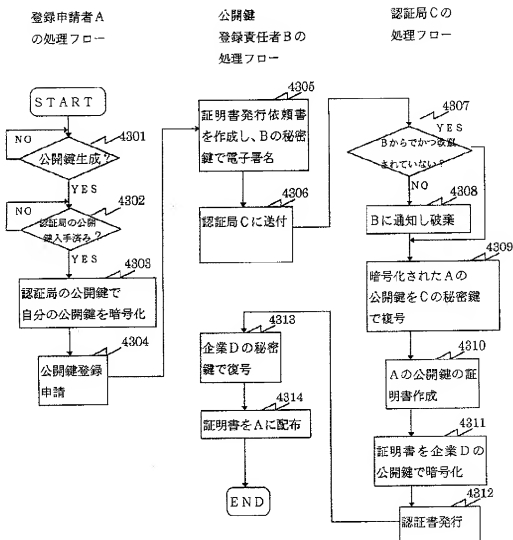 登録申請者A
の処理フロー
START
NO
4301
公開鍵生成?
YES
4302
NO
認証局の公開
鍵入手済み?
YES
4303
認証局の公開鍵で
自分の公開鍵を暗号化
4304
公開鍵登録
申請
公開鍵
登録責任者Bの
処理フロー
4305
証明書発行依頼書
を作成し、Bの秘密
鍵で電子署名
4306
認証局Cに送付
認証局Cの
処理フロー
4307
YES
Bからでかつ改竄
されていない?
NO
4308
Bに通知し破棄
4309
暗号化されたAの
公開鍵をCの秘密鍵
で復号
4310
Aの公開鍵の証
明書作成
4311
証明書を企業Dの
公開鍵で暗号化
4312
認証書発行
4313
企業Dの秘密
鍵で復号
4314
証明書をAに配布
END